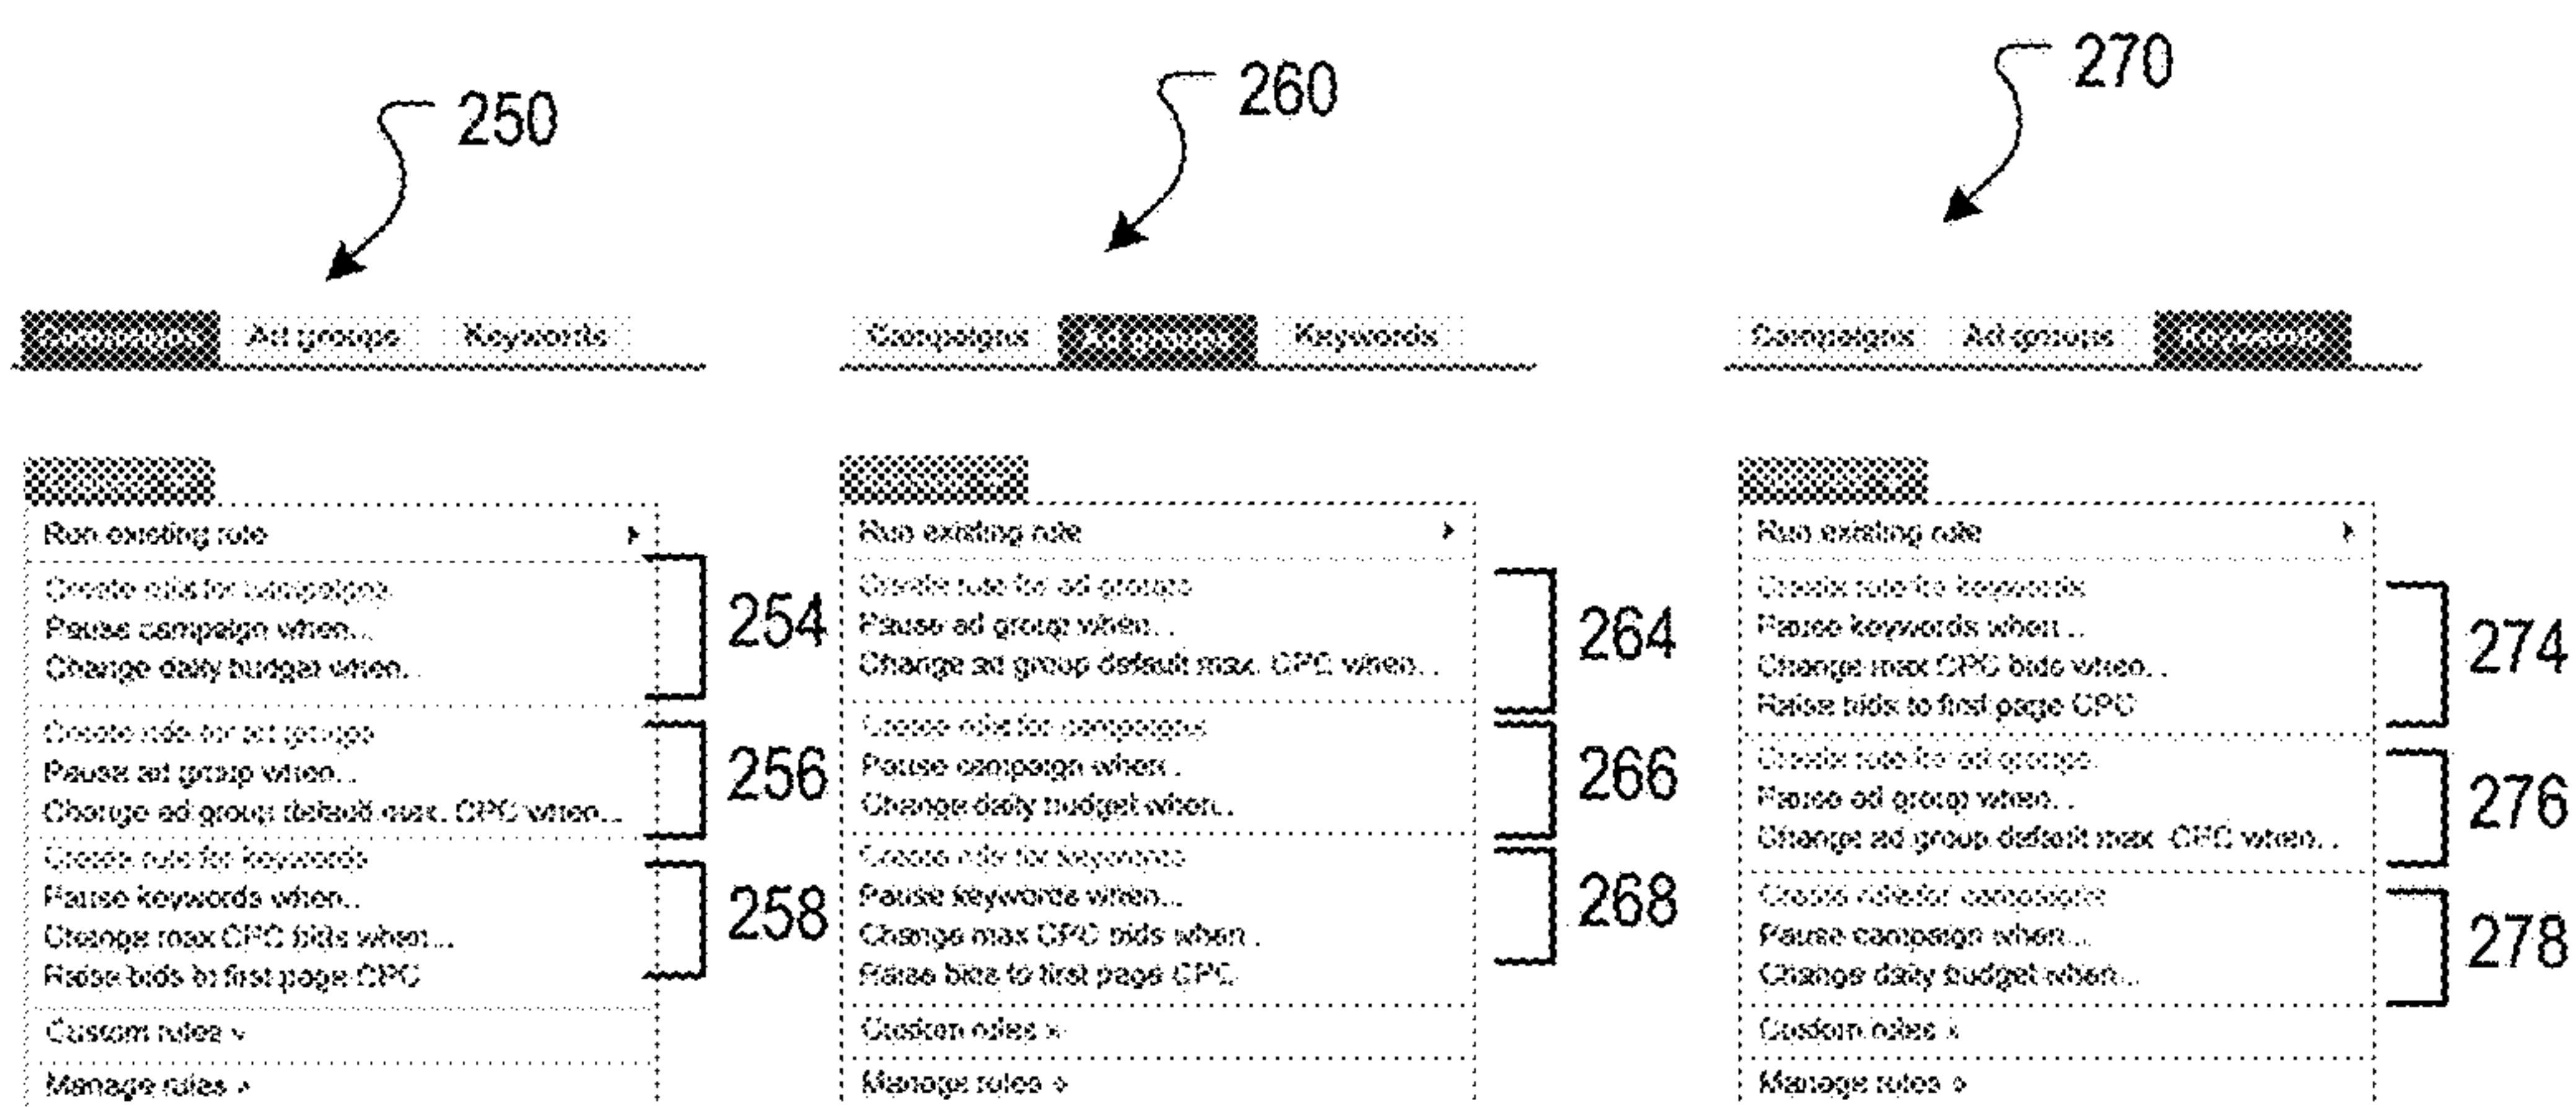 250
260
270
Campaigns Ad groups Keywords
Campaigns Ad groups Keywords
Campaigns Ad groups Keywords
Run existing rule
Create rule for campaigns
Pause campaign when...
Change daily budget when...
254
Create rule for ad groups
Pause ad group when...
Change ad group default max. CPC when...
256
Create rule for keywords
Pause keywords when...
Change max CPC bids when...
Raise bids to first page CPC
258
Custom rules
Manage rules
Run existing rule
Create rule for ad groups
Pause ad group when...
Change ad group default max. CPC when...
264
Create rule for campaigns
Pause campaign when...
Change daily budget when...
266
Create rule for keywords
Pause keywords when...
Change max CPC bids when...
Raise bids to first page CPC
268
Custom rules
Manage rules
Run existing rule
Create rule for keywords
Pause keywords when...
Change max CPC bids when...
Raise bids to first page CPC
274
Create rule for ad groups
Pause ad group when...
Change ad group default max. CPC when...
276
Create rule for campaigns
Pause campaign when...
Change daily budget when...
278
Custom rules
Manage rules